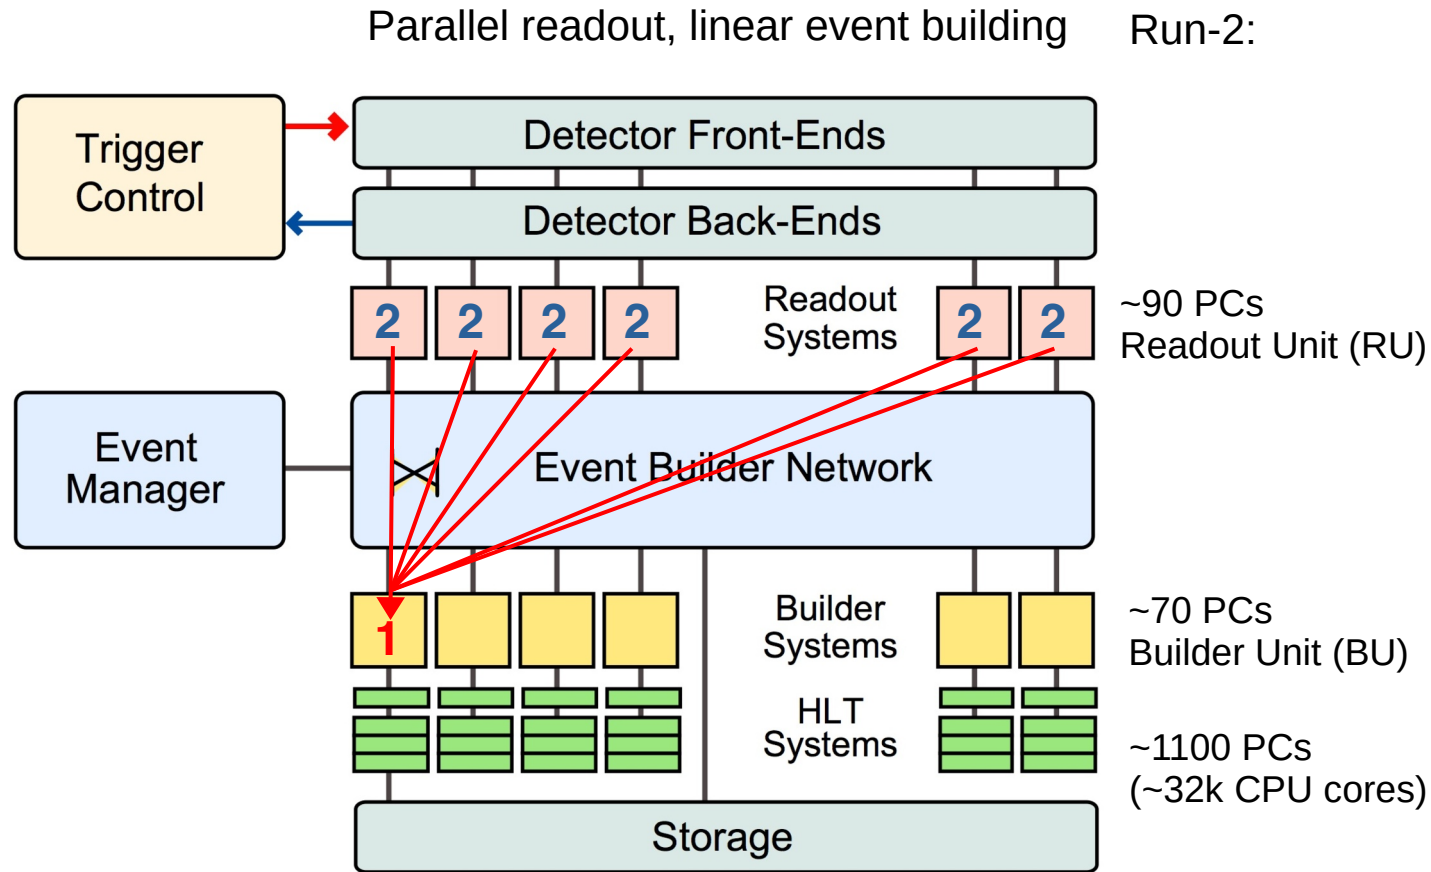 Parallel readout, linear event building
Run-2:
Trigger
Control
Detector Front-Ends
Detector Back-Ends
2 2 2 2
Readout
Systems
2 2
~90 PCs
Readout Unit (RU)
Event
Manager
Event Builder Network
1
Builder
Systems
~70 PCs
Builder Unit (BU)
HLT
Systems
~1100 PCs
(~32k CPU cores)
Storage